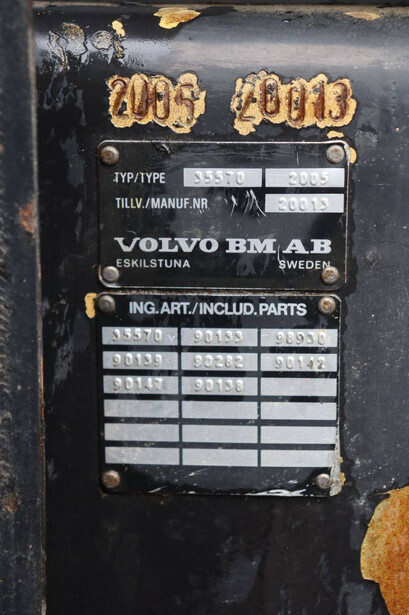 2005 20013
TYP/TYPE 35570 2005
TILLV./MANUF.NR 20013
VOLVO BM AB
ESKILSTUNA SWEDEN
ING.ART./INCLUD.PARTS
35570 90133 98930
90139 90282 90142
90147 90138